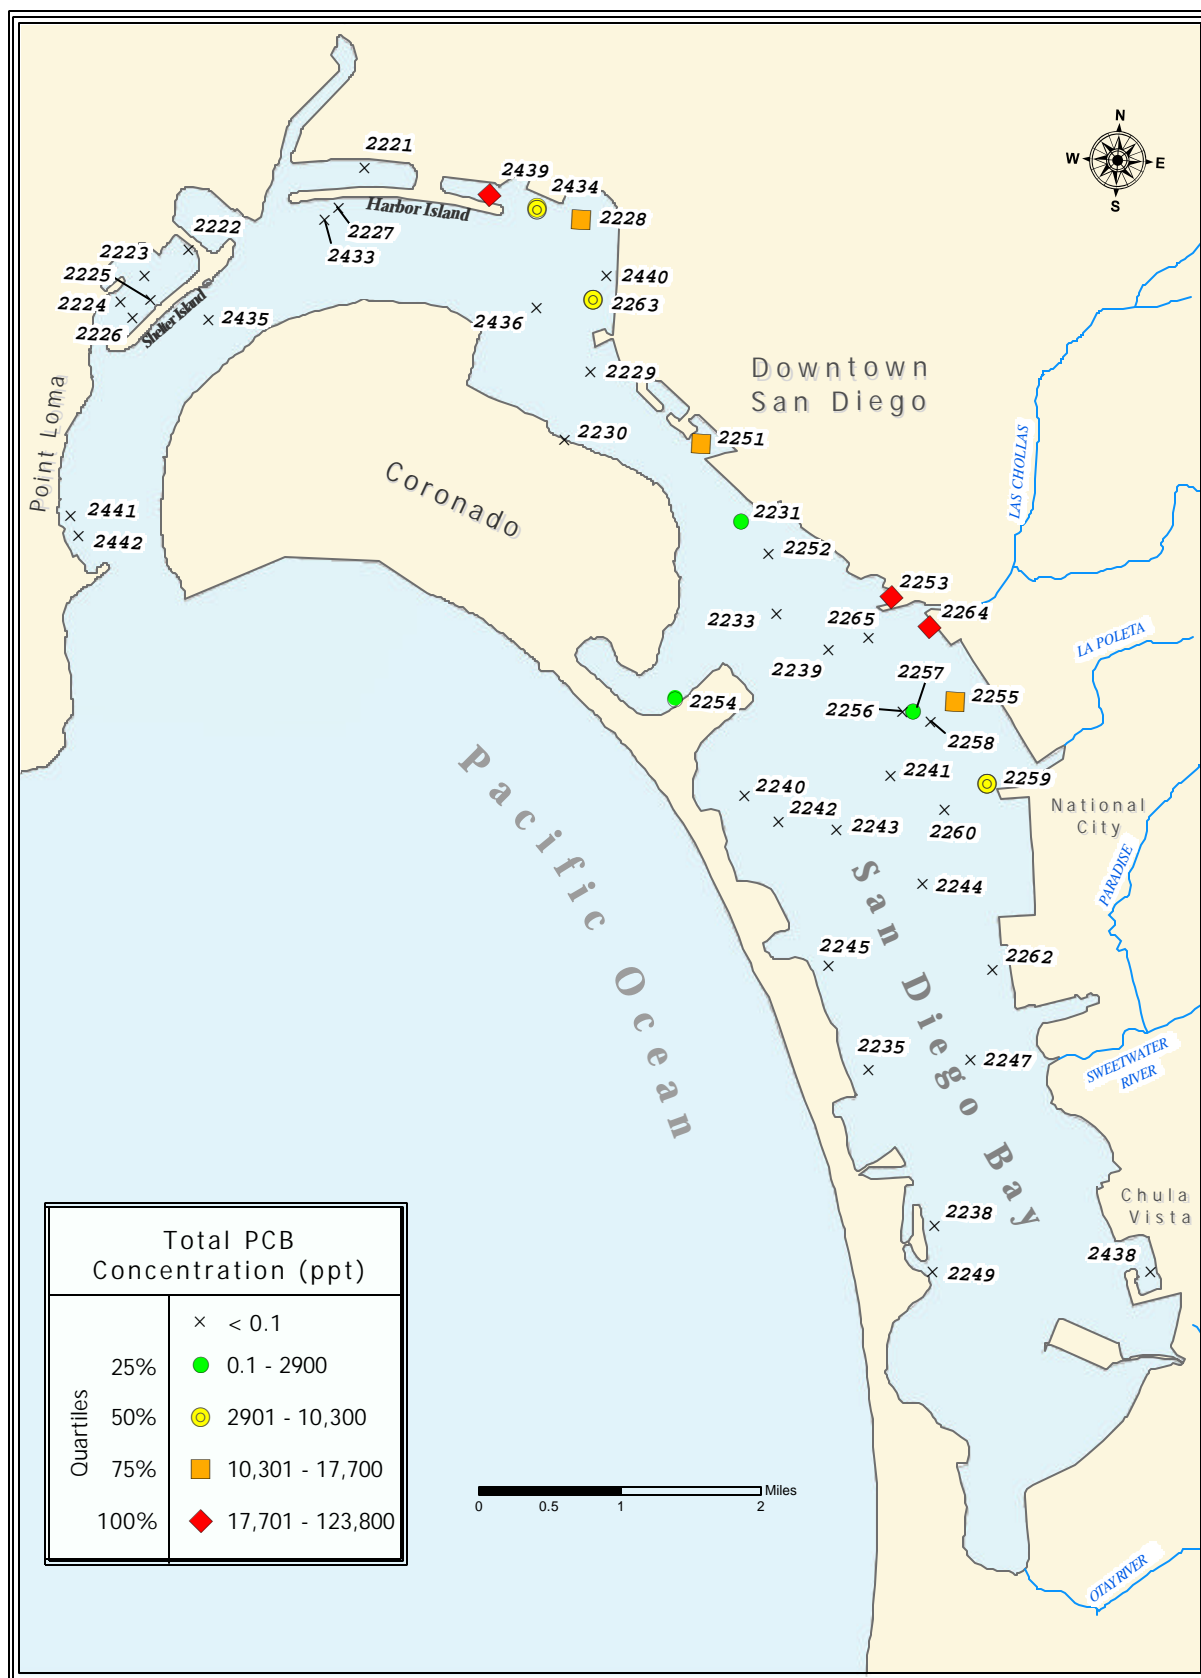 N
W
E
S
2221
2439
2434
2228
Harbor Island
2227
2433
2222
2223
2225
2224
2226
Shelter Island
2435
2440
2263
2436
2229
Downtown
San Diego
2230
2251
Point Loma
Coronado
LAS CHOLLAS
2441
2442
2231
2252
2253
2264
2233
2265
2239
LA POLETA
2257
2255
2254
2256
2258
2241
2259
2240
2242
2243
2260
National
City
Pacific Ocean
San Diego Bay
PARADISE
2244
2245
2262
2235
2247
SWEETWATER
RIVER
Chula
Vista
2238
2438
2249
Total PCB
Concentration (ppt)
< 0.1
Quartiles
25%
0.1 - 2900
50%
2901 - 10,300
75%
10,301 - 17,700
100%
17,701 - 123,800
Miles
0 0.5 1 2
OTAY RIVER